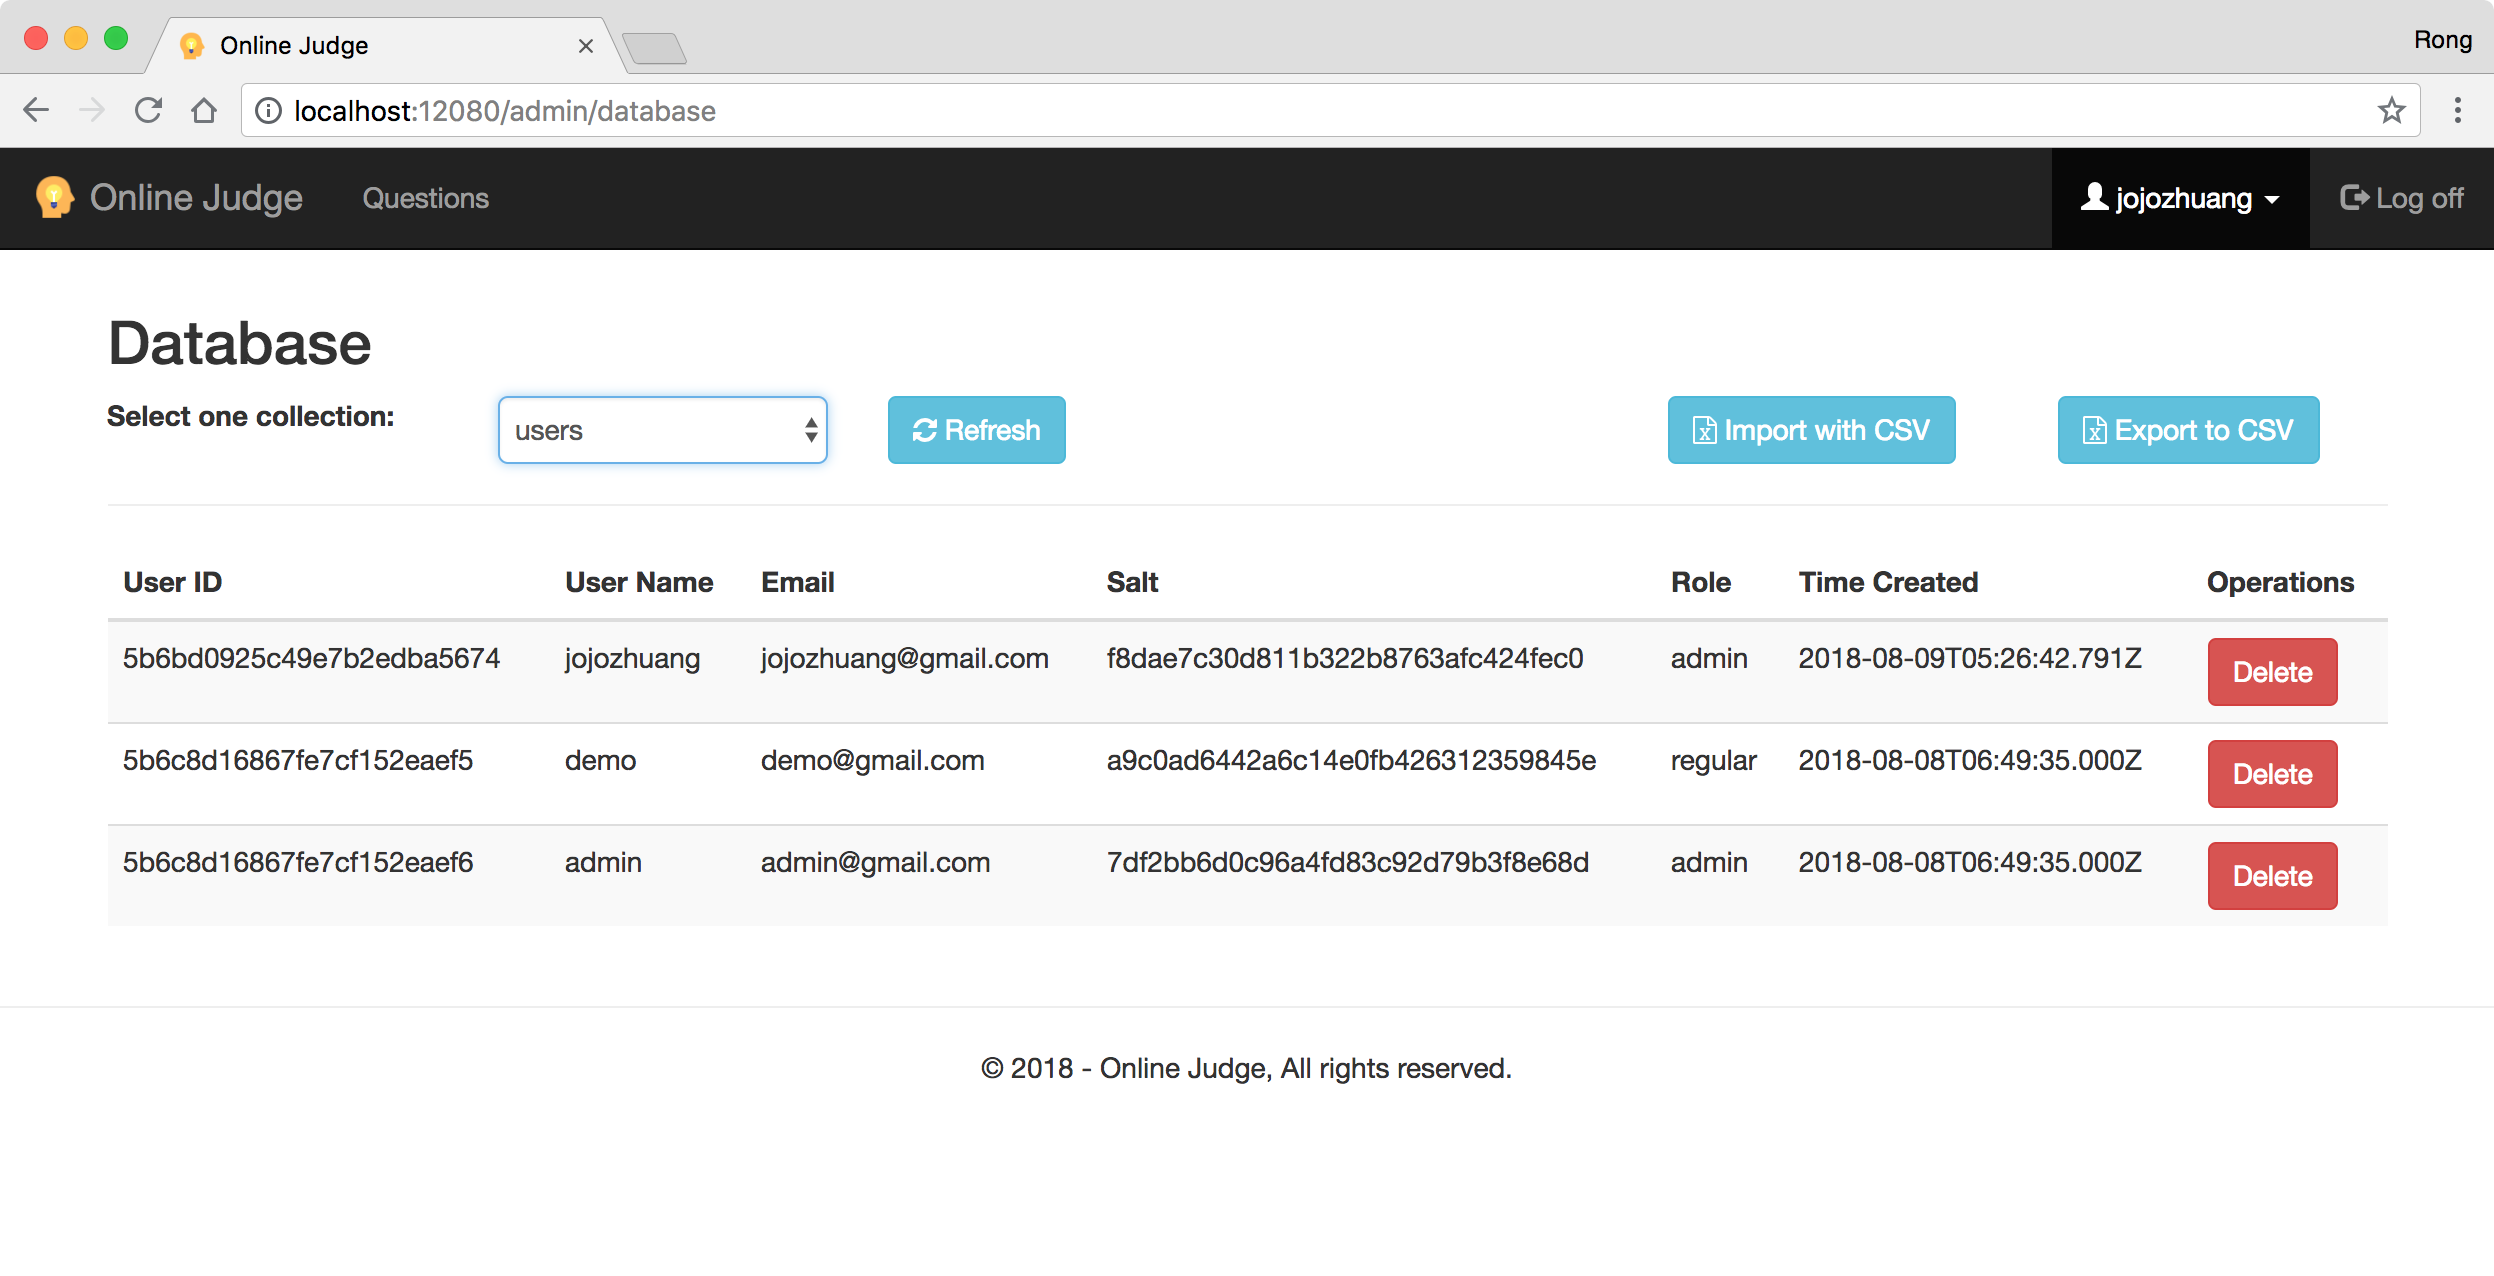 Online Judge
Rong
localhost:12080/admin/database
Online Judge Questions jojozhuang Log off
Database
Select one collection: users Refresh Import with CSV Export to CSV
User ID User Name Email Salt Role Time Created Operations
5b6bd0925c49e7b2edba5674 jojozhuang jojozhuang@gmail.com f8dae7c30d811b322b8763afc424fec0 admin 2018-08-09T05:26:42.791Z Delete
5b6c8d16867fe7cf152eaef5 demo demo@gmail.com a9c0ad6442a6c14e0fb426312359845e regular 2018-08-08T06:49:35.000Z Delete
5b6c8d16867fe7cf152eaef6 admin admin@gmail.com 7df2bb6d0c96a4fd83c92d79b3f8e68d admin 2018-08-08T06:49:35.000Z Delete
© 2018 - Online Judge, All rights reserved.